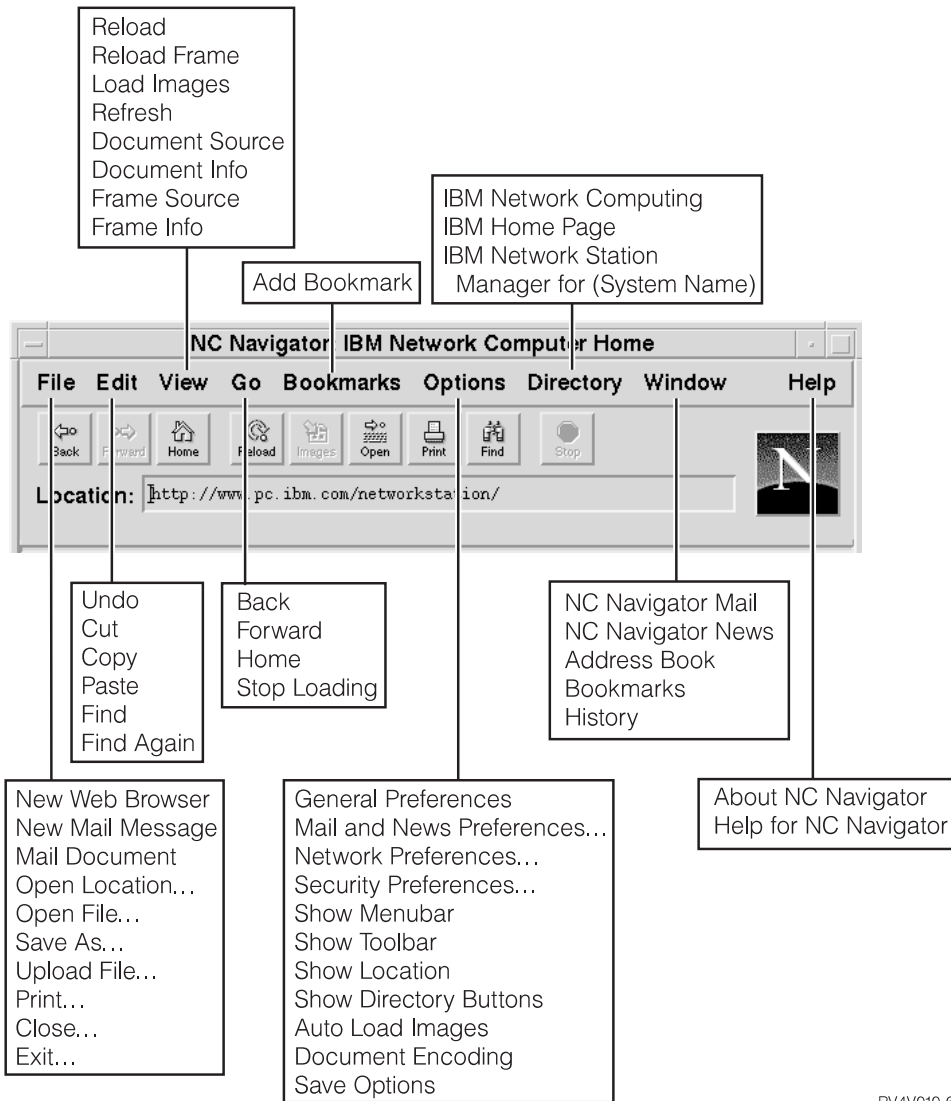 Reload
Reload Frame
Load Images
Refresh
Document Source
Document Info
Frame Source
Frame Info
IBM Network Computing
IBM Home Page
IBM Network Station
Manager for (System Name)
Add Bookmark
NC Navigator: IBM Network Computer Home
File Edit View Go Bookmarks Options Directory Window Help
Back Forward Home Reload Images Open Print Find Stop
N
Location: http://www.pc.ibm.com/networkstation/
Undo
Cut
Copy
Paste
Find
Find Again
Back
Forward
Home
Stop Loading
NC Navigator Mail
NC Navigator News
Address Book
Bookmarks
History
New Web Browser
New Mail Message
Mail Document
Open Location...
Open File...
Save As...
Upload File...
Print...
Close...
Exit...
General Preferences
Mail and News Preferences...
Network Preferences...
Security Preferences...
Show Menubar
Show Toolbar
Show Location
Show Directory Buttons
Auto Load Images
Document Encoding
Save Options
About NC Navigator
Help for NC Navigator